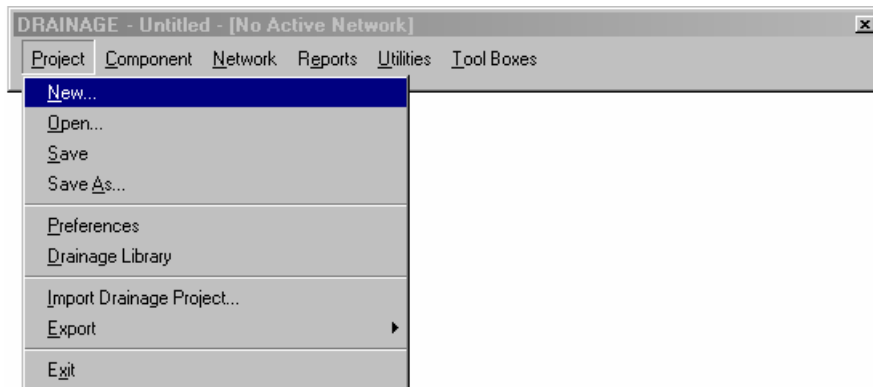 DRAINAGE - Untitled - [No Active Network]
Project Component Network Reports Utilities Tool Boxes
New...
Open...
Save
Save As...
Preferences
Drainage Library
Import Drainage Project...
Export
Exit